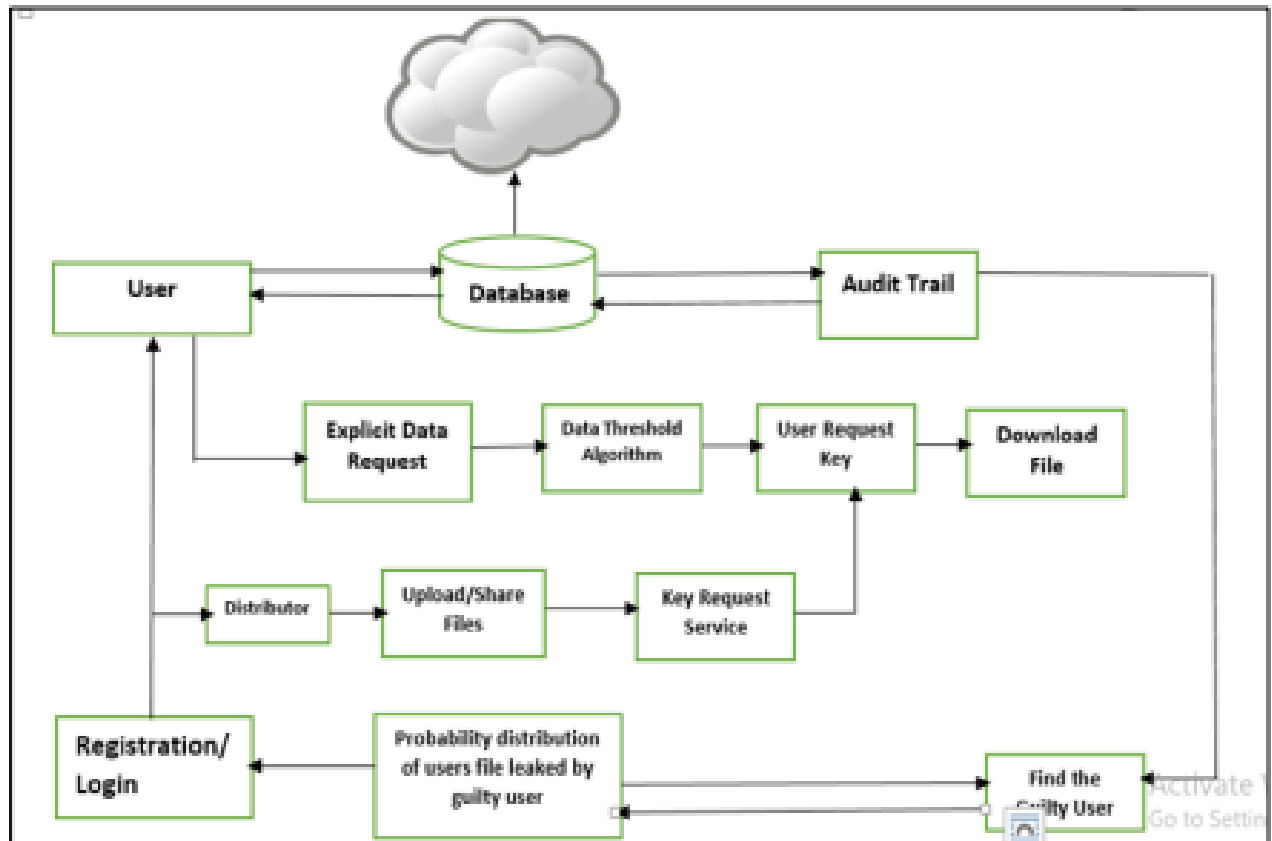 User
Database
Audit Trail
Explicit Data
Request
Data Threshold
Algorithm
User Request
Key
Download
File
Distributor
Upload/Share
Files
Key Request
Service
Registration/
Login
Probability distribution
of users file leaked by
guilty user
Find the
Guilty User
Activate
Go to Settin